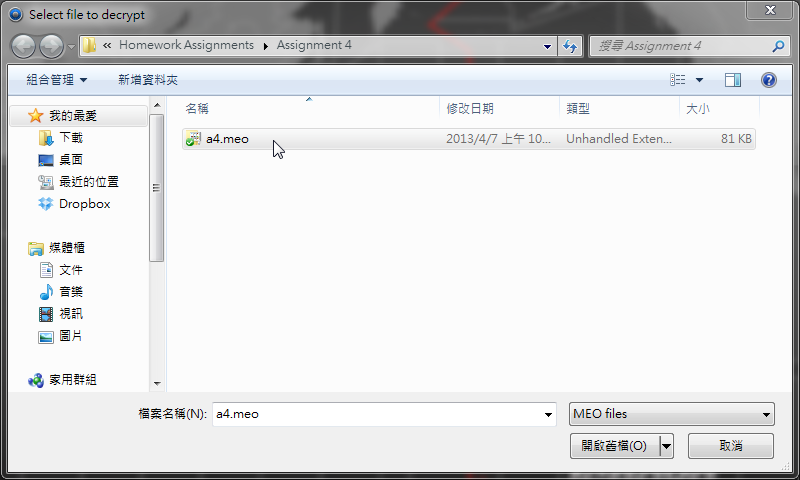 Select file to decrypt
« Homework Assignments ▸ Assignment 4
搜尋 Assignment 4
組合管理 新增資料夾
我的最愛
下載
桌面
最近的位置
Dropbox
媒體櫃
文件
音樂
視訊
圖片
家用群組
名稱 修改日期 類型 大小
a4.meo 2013/4/7 上午 10... Unhandled Exten... 81 KB
檔案名稱(N): a4.meo MEO files
開啟舊檔(O) 取消